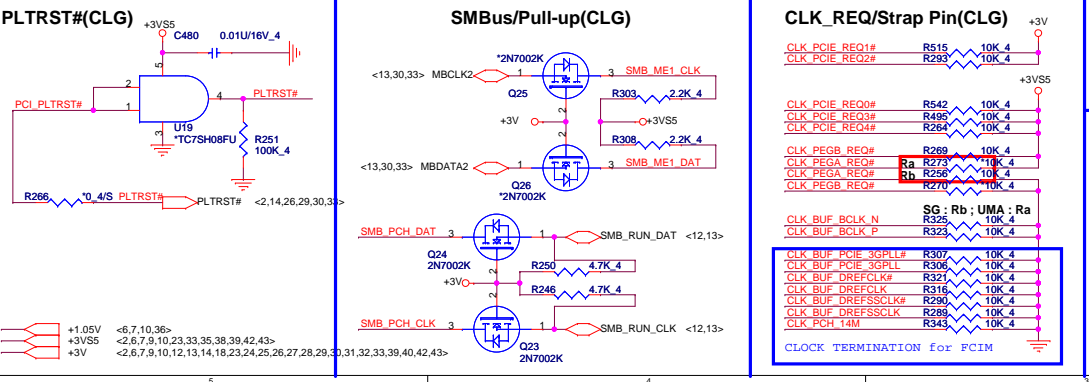 PLTRST#(CLG)
+3VS5
C480 0.01U/16V_4
5
2
PCI_PLTRST#
1
4
PLTRST#
3
U19
*TC7SH08FU
R251
100K_4
R266 *0_4/S PLTRST#
PLTRST# <2,14,26,29,30,33>
+1.05V <6,7,10,36>
+3VS5 <2,6,7,9,10,23,33,35,38,39,42,43>
+3V <2,6,7,9,10,12,13,14,18,23,24,25,26,27,28,29,30,31,32,33,39,40,42,43>
SMBus/Pull-up(CLG)
*2N7002K
<13,30,33> MBCLK2 1 3 SMB_ME1_CLK
Q25
2
R303 2.2K_4
+3V +3VS5
R308 2.2K_4
2
<13,30,33> MBDATA2 1 3 SMB_ME1_DAT
Q26
*2N7002K
SMB_PCH_DAT 3 1 SMB_RUN_DAT <12,13>
Q24
2N7002K
2
R250 4.7K_4
+3V
R246 4.7K_4
2
SMB_PCH_CLK 3 1 SMB_RUN_CLK <12,13>
Q23
2N7002K
CLK_REQ/Strap Pin(CLG)
+3V
CLK_PCIE_REQ1# R515 10K_4
CLK_PCIE_REQ2# R293 10K_4
+3VS5
CLK_PCIE_REQ0# R542 10K_4
CLK_PCIE_REQ3# R495 10K_4
CLK_PCIE_REQ4# R264 10K_4
CLK_PEGB_REQ# R269 10K_4
CLK_PEGA_REQ# Ra R273 *10K_4
CLK_PEGA_REQ# Rb R256 10K_4
CLK_PEGB_REQ# R270 *10K_4
SG : Rb ; UMA : Ra
CLK_BUF_BCLK_N R325 10K_4
CLK_BUF_BCLK_P R323 10K_4
CLK_BUF_PCIE_3GPLL# R307 10K_4
CLK_BUF_PCIE_3GPLL R306 10K_4
CLK_BUF_DREFCLK# R321 10K_4
CLK_BUF_DREFCLK R316 10K_4
CLK_BUF_DREFSSCLK# R290 10K_4
CLK_BUF_DREFSSCLK R289 10K_4
CLK_PCH_14M R343 10K_4
CLOCK TERMINATION for FCIM
5
4